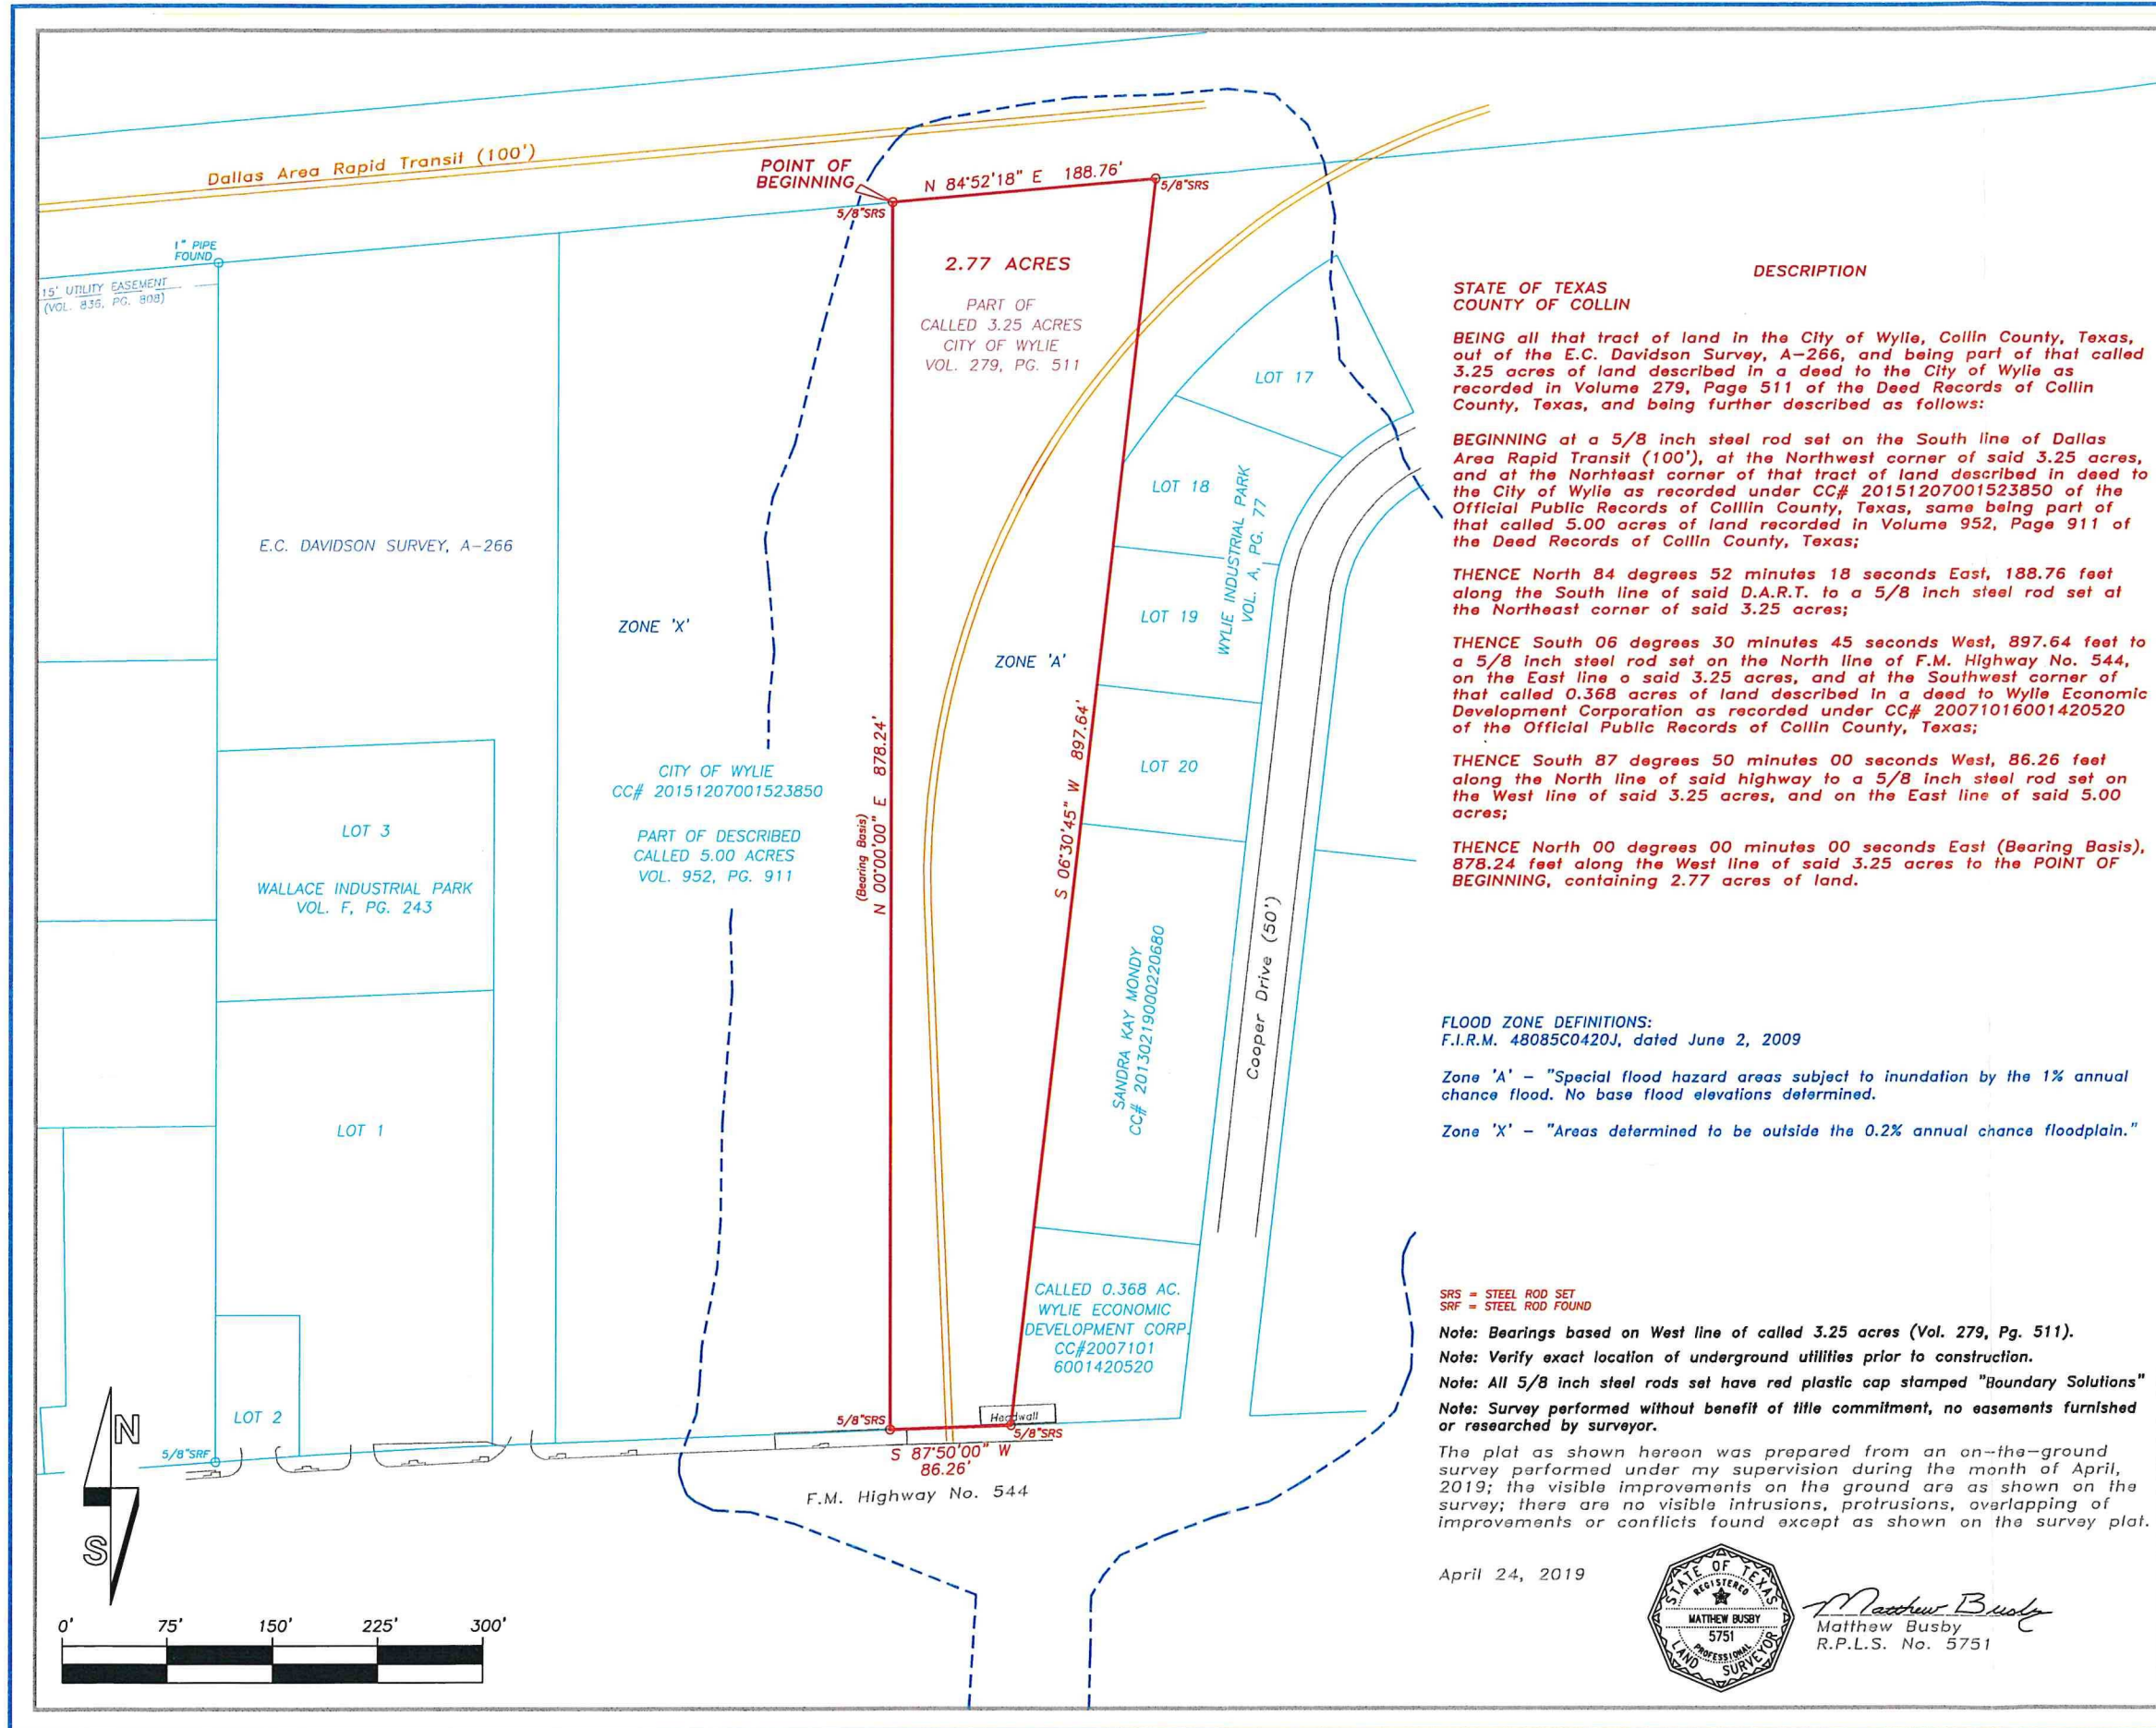 Dallas Area Rapid Transit (100')
POINT OF
BEGINNING
N 84°52'18" E 188.76'
5/8"SRS
5/8"SRS
1" PIPE
FOUND
15' UTILITY EASEMENT
(VOL. 836, PG. 808)
2.77 ACRES
PART OF
CALLED 3.25 ACRES
CITY OF WYLIE
VOL. 279, PG. 511
LOT 17
LOT 18
WYLIE INDUSTRIAL PARK
VOL. A, PG. 77
E.C. DAVIDSON SURVEY, A-266
ZONE 'X'
ZONE 'A'
LOT 19
LOT 20
(Bearing Basis)
N 00°00'00" E 878.24'
S 06°30'45" W 897.64'
CITY OF WYLIE
CC# 20151207001523850
PART OF DESCRIBED
CALLED 5.00 ACRES
VOL. 952, PG. 911
LOT 3
WALLACE INDUSTRIAL PARK
VOL. F, PG. 243
SANDRA KAY MONDY
CC# 20130219000220680
Cooper Drive (50')
LOT 1
CALLED 0.368 AC.
WYLIE ECONOMIC
DEVELOPMENT CORP.
CC#2007101
6001420520
LOT 2
5/8"SRF
5/8"SRS
Headwall
5/8"SRS
S 87°50'00" W
86.26'
F.M. Highway No. 544
N
S
0' 75' 150' 225' 300'
DESCRIPTION
STATE OF TEXAS
COUNTY OF COLLIN
BEING all that tract of land in the City of Wylie, Collin County, Texas,
out of the E.C. Davidson Survey, A-266, and being part of that called
3.25 acres of land described in a deed to the City of Wylie as
recorded in Volume 279, Page 511 of the Deed Records of Collin
County, Texas, and being further described as follows:
BEGINNING at a 5/8 inch steel rod set on the South line of Dallas
Area Rapid Transit (100'), at the Northwest corner of said 3.25 acres,
and at the Norhteast corner of that tract of land described in deed to
the City of Wylie as recorded under CC# 20151207001523850 of the
Official Public Records of Colllin County, Texas, same being part of
that called 5.00 acres of land recorded in Volume 952, Page 911 of
the Deed Records of Collin County, Texas;
THENCE North 84 degrees 52 minutes 18 seconds East, 188.76 feet
along the South line of said D.A.R.T. to a 5/8 inch steel rod set at
the Northeast corner of said 3.25 acres;
THENCE South 06 degrees 30 minutes 45 seconds West, 897.64 feet to
a 5/8 inch steel rod set on the North line of F.M. Highway No. 544,
on the East line o said 3.25 acres, and at the Southwest corner of
that called 0.368 acres of land described in a deed to Wylie Economic
Development Corporation as recorded under CC# 20071016001420520
of the Official Public Records of Collin County, Texas;
THENCE South 87 degrees 50 minutes 00 seconds West, 86.26 feet
along the North line of said highway to a 5/8 inch steel rod set on
the West line of said 3.25 acres, and on the East line of said 5.00
acres;
THENCE North 00 degrees 00 minutes 00 seconds East (Bearing Basis),
878.24 feet along the West line of said 3.25 acres to the POINT OF
BEGINNING, containing 2.77 acres of land.
FLOOD ZONE DEFINITIONS:
F.I.R.M. 48085C0420J, dated June 2, 2009
Zone 'A' - "Special flood hazard areas subject to inundation by the 1% annual
chance flood. No base flood elevations determined.
Zone 'X' - "Areas determined to be outside the 0.2% annual chance floodplain."
SRS = STEEL ROD SET
SRF = STEEL ROD FOUND
Note: Bearings based on West line of called 3.25 acres (Vol. 279, Pg. 511).
Note: Verify exact location of underground utilities prior to construction.
Note: All 5/8 inch steel rods set have red plastic cap stamped "Boundary Solutions"
Note: Survey performed without benefit of title commitment, no easements furnished
or researched by surveyor.
The plat as shown hereon was prepared from an on-the-ground
survey performed under my supervision during the month of April,
2019; the visible improvements on the ground are as shown on the
survey; there are no visible intrusions, protrusions, overlapping of
improvements or conflicts found except as shown on the survey plat.
April 24, 2019
STATE OF TEXAS
REGISTERED
MATTHEW BUSBY
5751
PROFESSIONAL
LAND SURVEYOR
Matthew Busby
Matthew Busby
R.P.L.S. No. 5751